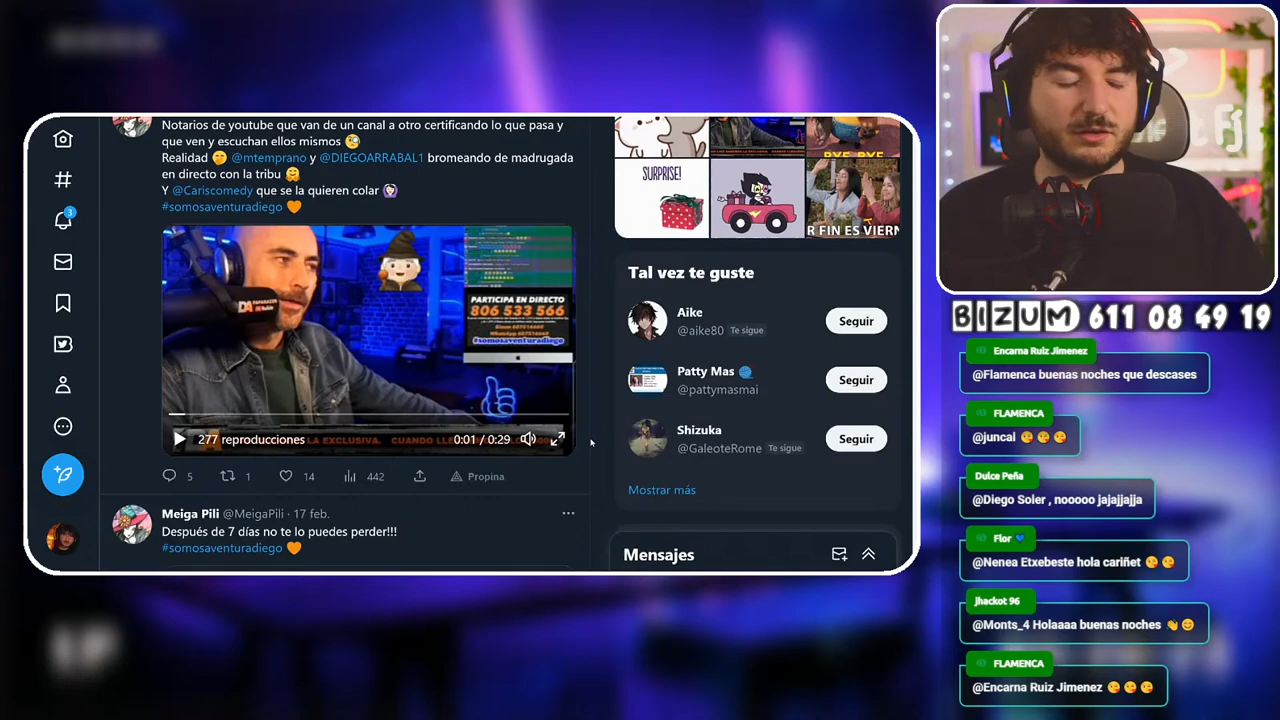 Notarios de youtube que van de un canal a otro certificando lo que pasa y
que ven y escuchan ellos mismos 🧐
Realidad 🤭 @mtemprano y @DIEGOARRABAL1 bromeando de madrugada
en directo con la tribu 🤗
Y @Cariscomedy que se la quieren colar 🤦🏻‍♀️
#somosaventuradiego 🧡
PARTICIPA EN DIRECTO
806 533 566
#somosaventuradiego
277 reproducciones
LA EXCLUSIVA. CUANDO
0:01 / 0:29
5
1
14
442
Propina
Meiga Pili @MeigaPili · 17 feb.
Después de 7 días no te lo puedes perder!!!
#somosaventuradiego 🧡
3
SURPRISE!
BYE BYE
R FIN ES VIERN
Tal vez te guste
Aike
@aike80 Te sigue
Seguir
Patty Mas
@pattymasmai
Seguir
Shizuka
@GaleoteRome Te sigue
Seguir
Mostrar más
Mensajes
BIZUM 611 08 49 19
Encarna Ruiz Jimenez
@Flamenca buenas noches que descases
FLAMENCA
@juncal 😘😘😘
Dulce Peña
@Diego Soler , nooooo jajajjajja
Flor 💙
@Nenea Etxebeste hola cariñet 😘😘
jhackot 96
@Monts_4 Holaaaa buenas noches 👋😊
FLAMENCA
@Encarna Ruiz Jimenez 😘😘😘